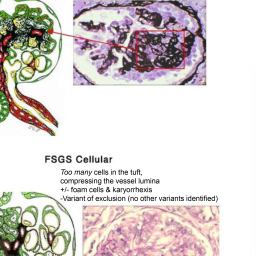 FSGS Cellular
Too many cells in the tuft,
compressing the vessel lumina
+/- foam cells & karyorrhexis
-Variant of exclusion (no other variants identified)